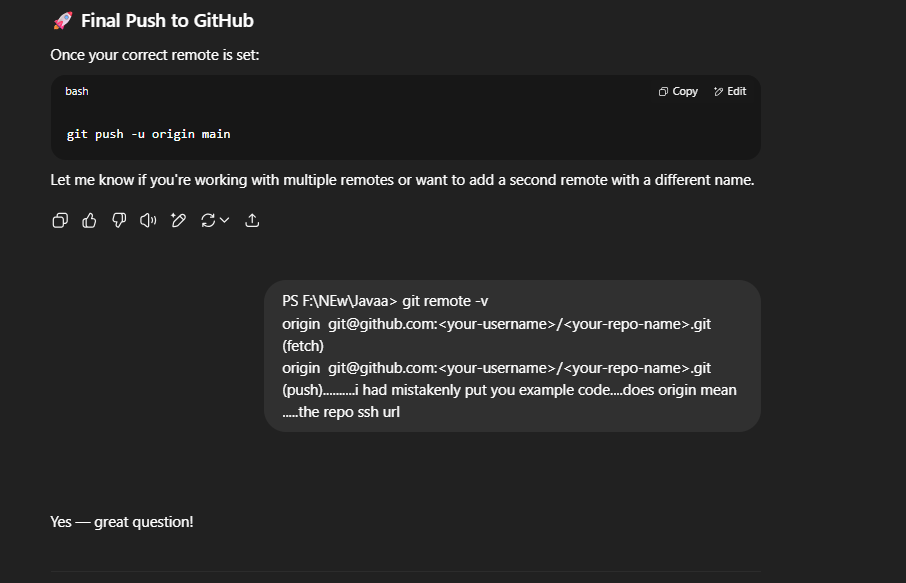 🚀 Final Push to GitHub
Once your correct remote is set:
bash
Copy
Edit
git push -u origin main
Let me know if you're working with multiple remotes or want to add a second remote with a different name.
PS F:\NEw\Javaa> git remote -v
origin git@github.com:<your-username>/<your-repo-name>.git
(fetch)
origin git@github.com:<your-username>/<your-repo-name>.git
(push)..........i had mistakenly put you example code....does origin mean
.....the repo ssh url
Yes — great question!